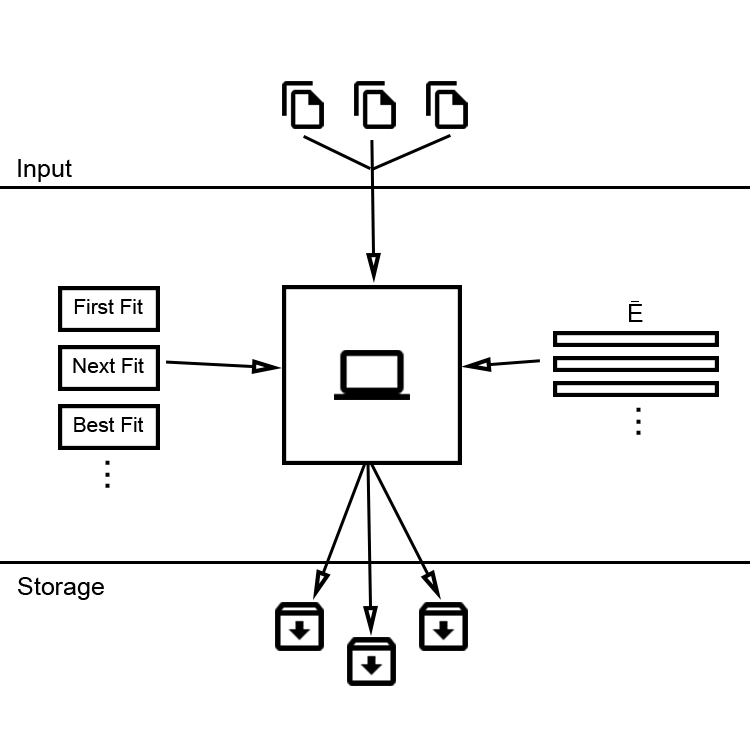 Input
First Fit
Next Fit
Best Fit
Ē
Storage